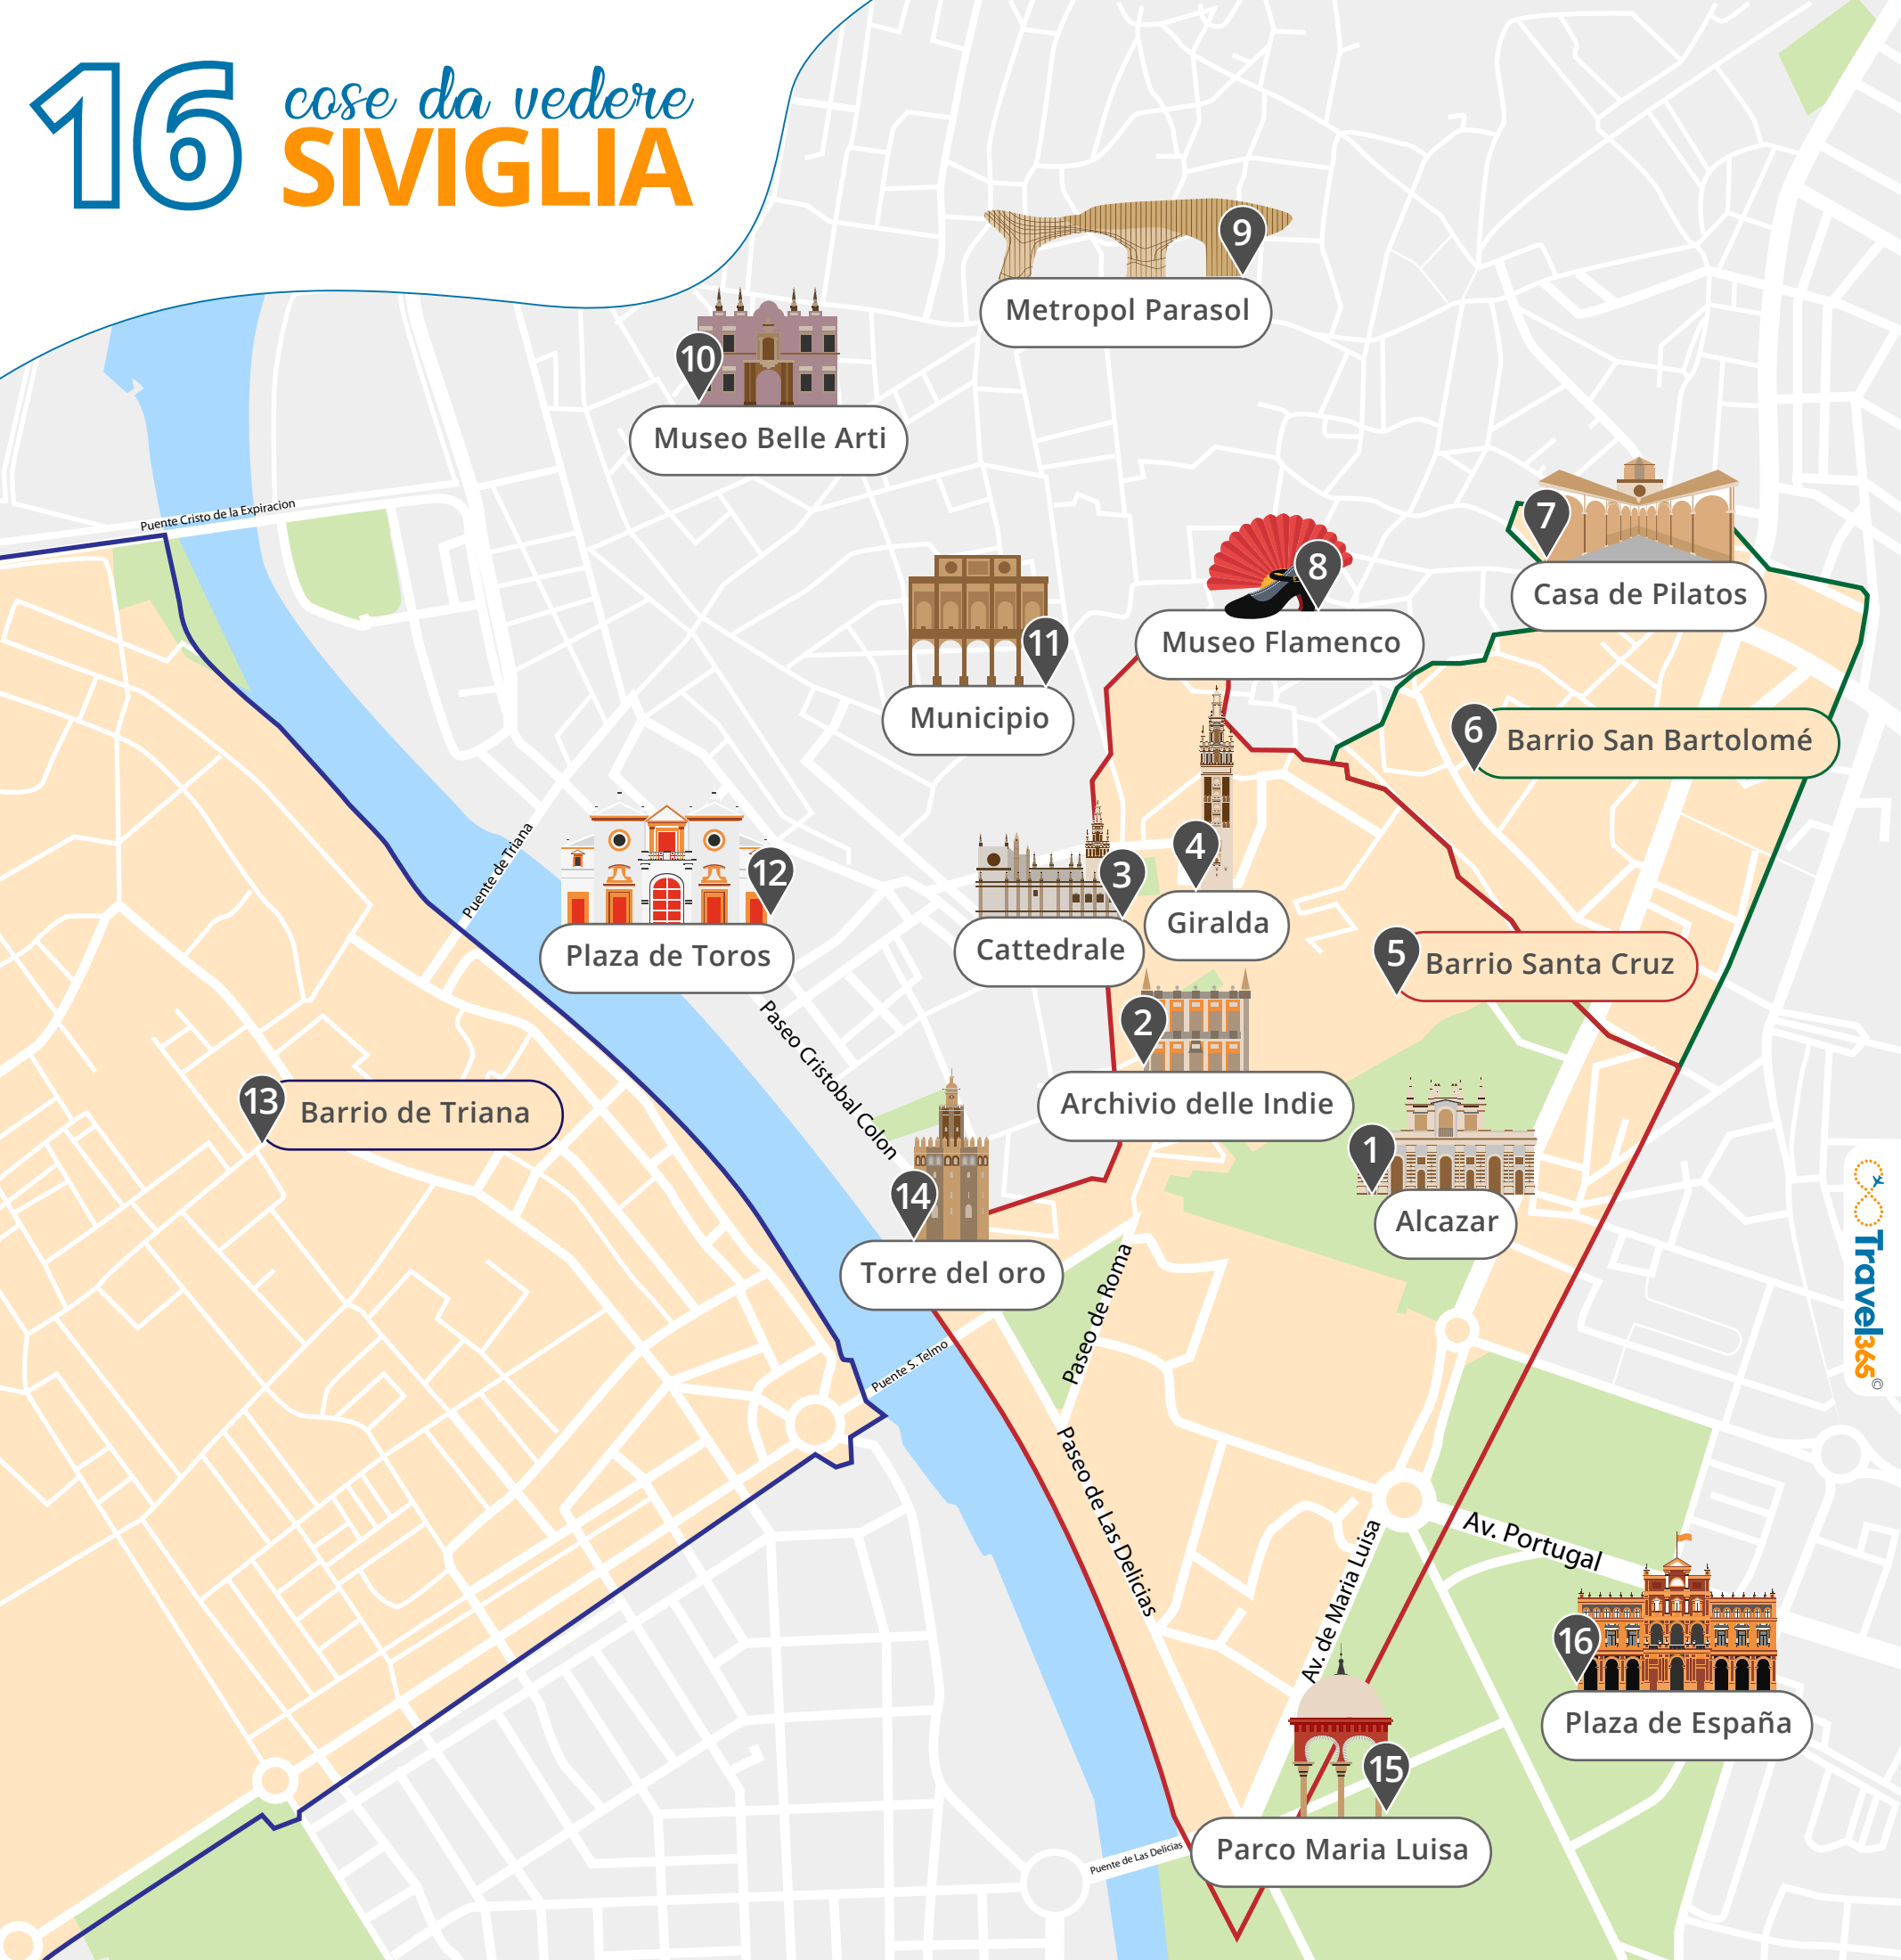 16
cose da vedere
SIVIGLIA
9
Metropol Parasol
10
Museo Belle Arti
Puente Cristo de la Expiracion
7
Casa de Pilatos
8
Museo Flamenco
11
Municipio
6
Barrio San Bartolomé
Puente de Triana
12
Plaza de Toros
3
Cattedrale
4
Giralda
5
Barrio Santa Cruz
2
Archivio delle Indie
Paseo Cristobal Colon
13
Barrio de Triana
1
Alcazar
14
Torre del oro
Travel365
©
Paseo de Roma
Puente S. Telmo
Paseo de Las Delicias
Av. Portugal
Av. de Maria Luisa
16
Plaza de España
15
Parco Maria Luisa
Puente de Las Delicias